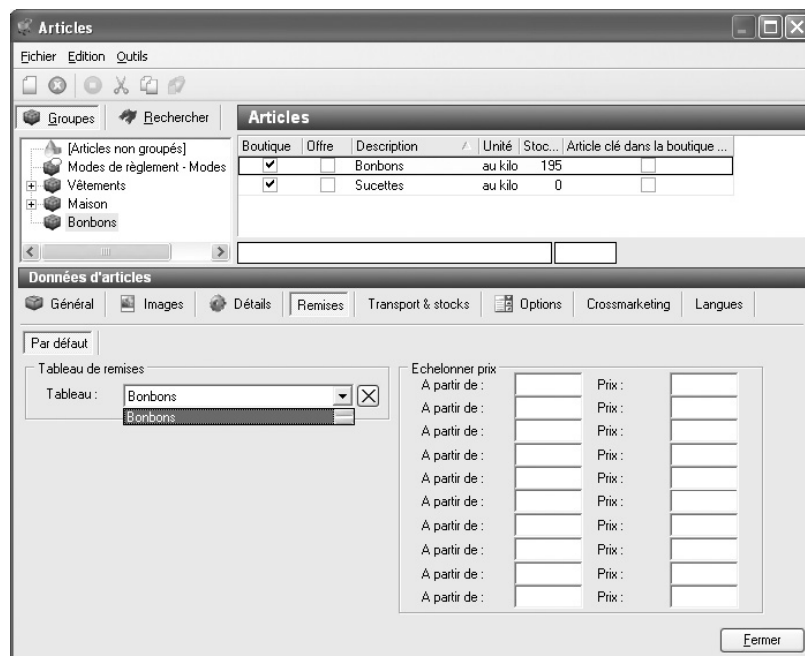 Articles
Fichier Edition Outils
Groupes Rechercher
Articles
[Articles non groupés]
Modes de règlement - Modes
Vêtements
Maison
Bonbons
Boutique Offre Description Unité Stoc... Article clé dans la boutique ...
Bonbons au kilo 195
Sucettes au kilo 0
Données d'articles
Général Images Détails Remises Transport & stocks Options Crossmarketing Langues
Par défaut
Tableau de remises
Tableau : Bonbons
Bonbons
Echelonner prix
A partir de : Prix :
A partir de : Prix :
A partir de : Prix :
A partir de : Prix :
A partir de : Prix :
A partir de : Prix :
A partir de : Prix :
A partir de : Prix :
A partir de : Prix :
A partir de : Prix :
Fermer